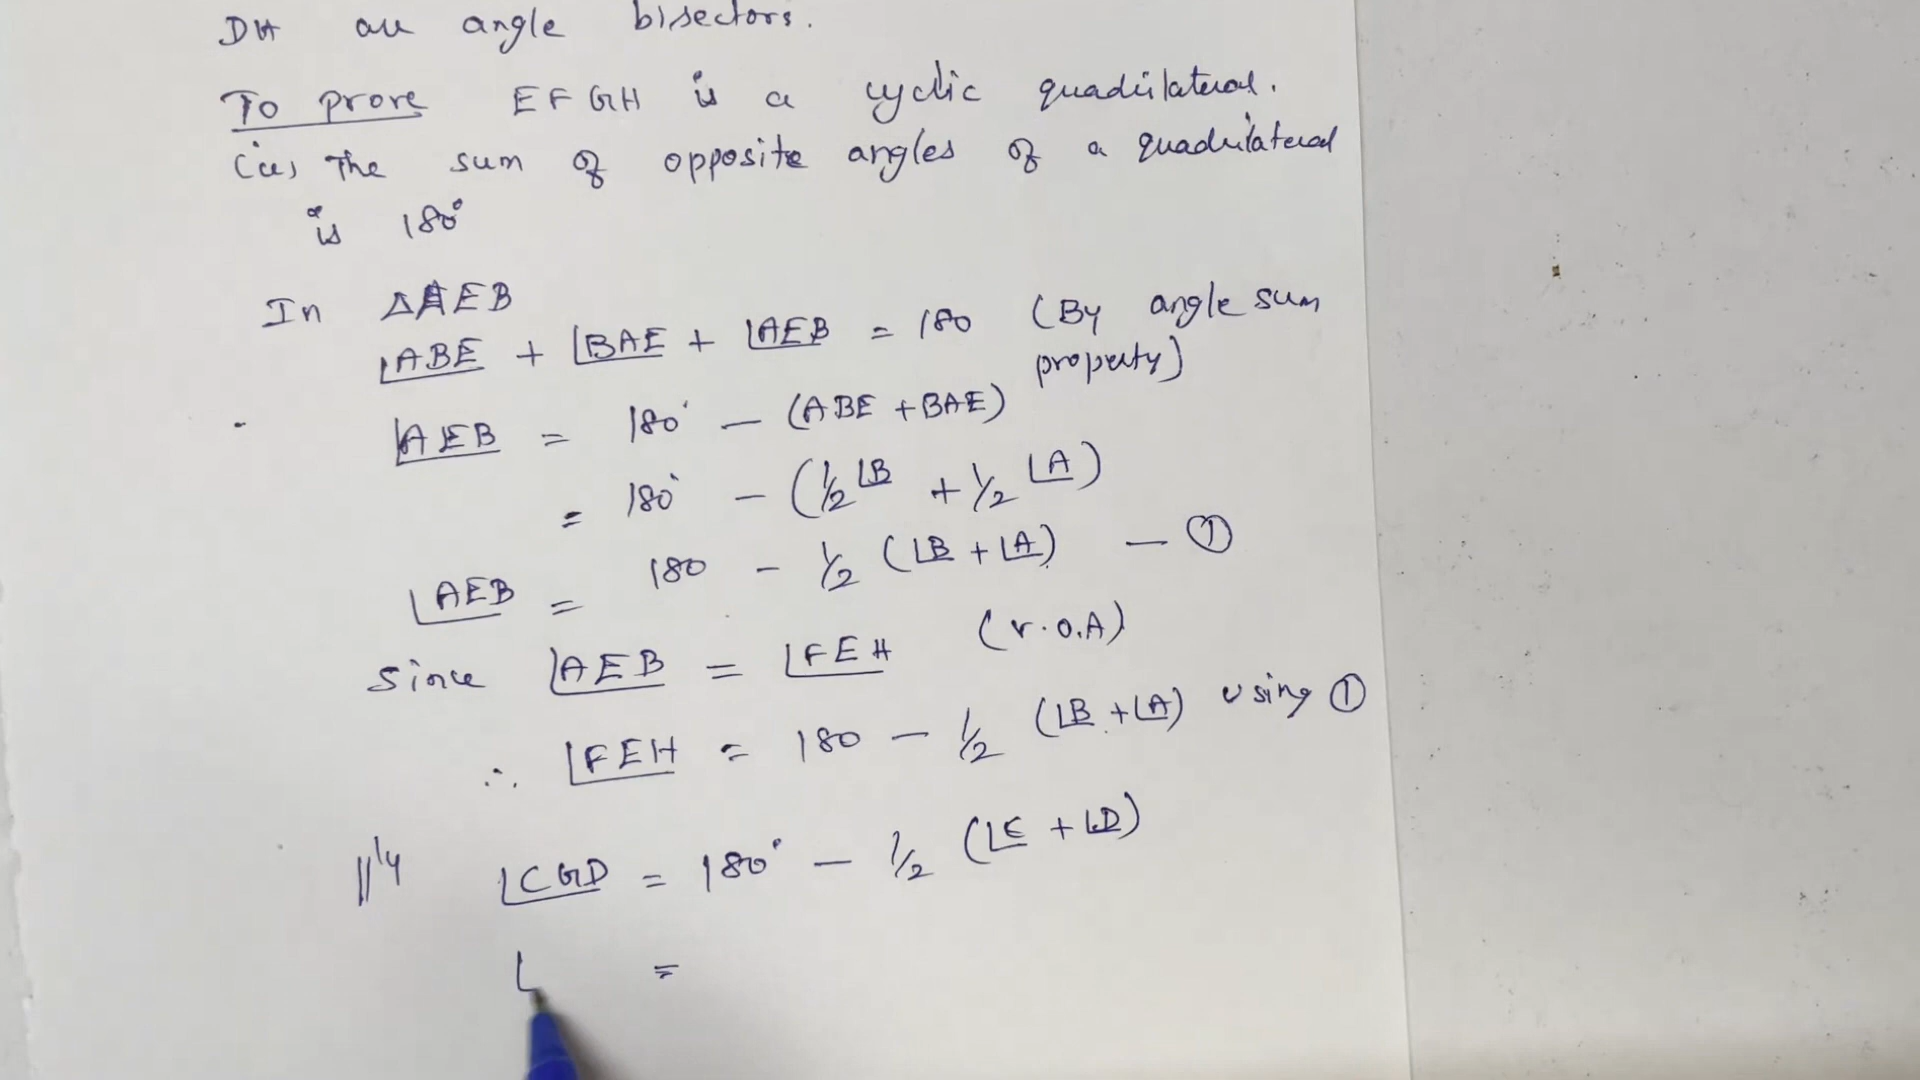 DH are angle bisectors.
To prove EFGH is a cyclic quadrilateral.
(ie) The sum of opposite angles of a quadrilateral
is 180°
In ΔAEB
∠ABE + ∠BAE + ∠AEB = 180 (By angle sum
property)
∠AEB = 180° - (ABE + BAE)
= 180° - (1/2 ∠B + 1/2 ∠A)
∠AEB = 180 - 1/2 (∠B + ∠A) - ①
Since ∠AEB = ∠FEH (v.o.A)
∴ ∠FEH = 180 - 1/2 (∠B + ∠A) using ①
||ly ∠CGD = 180° - 1/2 (∠C + ∠D)
∠ =